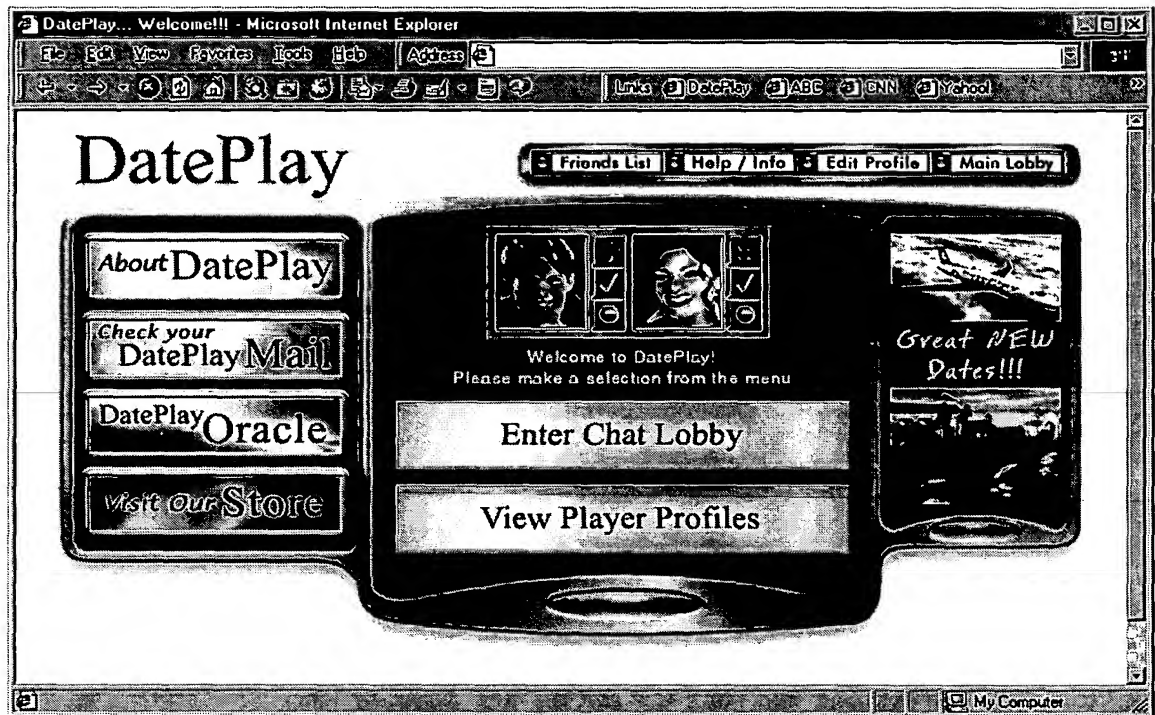 DatePlay... Welcome!!! - Microsoft Internet Explorer
File Edit View Favorites Tools Help Address
Links DatePlay ABC CNN Yahoo!
DatePlay
Friends List Help / Info Edit Profile Main Lobby
About DatePlay
Check your
DatePlay Mail
DatePlay Oracle
Visit Our Store
Welcome to DatePlay!
Please make a selection from the menu
Enter Chat Lobby
View Player Profiles
Great NEW
Dates!!!
My Computer